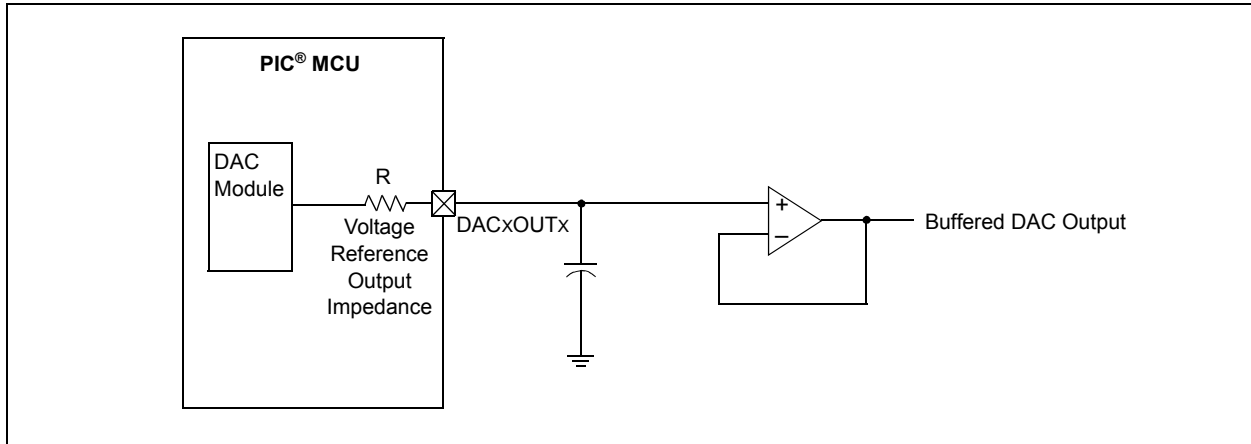 PIC® MCU
DAC
Module
R
Voltage
Reference
Output
Impedance
DACxOUTx
+
–
Buffered DAC Output